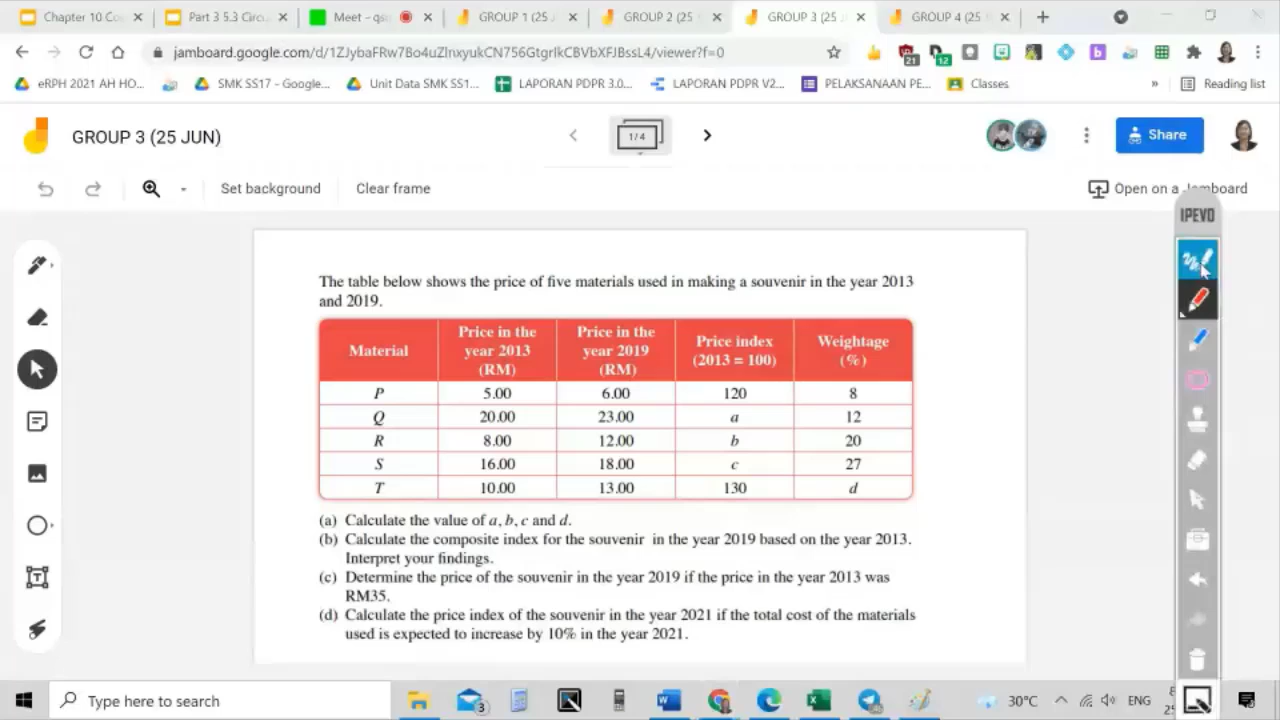 Chapter 10 Co
Part 3 5.3 Circu
Meet – qsi
GROUP 1 (25 J
GROUP 2 (25
GROUP 3 (25 J
GROUP 4 (25
jamboard.google.com/d/1ZJybaFRw7Bo4uZlnxyukCN756GtgrIkCBVbXFJBssL4/viewer?f=0
21
12
b
eRPH 2021 AH HO...
SMK SS17 - Google...
Unit Data SMK SS1...
LAPORAN PDPR 3.0...
LAPORAN PDPR V2...
PELAKSANAAN PE...
Classes
»
Reading list
GROUP 3 (25 JUN)
1/4
Share
Set background
Clear frame
Open on a Jamboard
IPEVO
The table below shows the price of five materials used in making a souvenir in the year 2013
and 2019.
Material Price in the year 2013 (RM) Price in the year 2019 (RM) Price index (2013 = 100) Weightage (%)
P 5.00 6.00 120 8
Q 20.00 23.00 a 12
R 8.00 12.00 b 20
S 16.00 18.00 c 27
T 10.00 13.00 130 d
(a) Calculate the value of a, b, c and d.
(b) Calculate the composite index for the souvenir in the year 2019 based on the year 2013.
Interpret your findings.
(c) Determine the price of the souvenir in the year 2019 if the price in the year 2013 was
RM35.
(d) Calculate the price index of the souvenir in the year 2021 if the total cost of the materials
used is expected to increase by 10% in the year 2021.
Type here to search
3
30°C
ENG